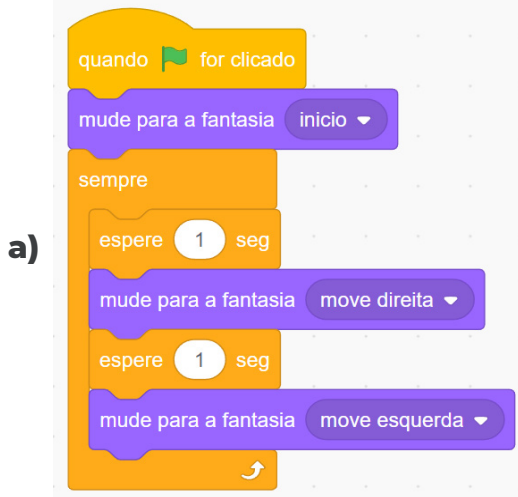 quando for clicado
mude para a fantasia inicio
sempre
a)
espere 1 seg
mude para a fantasia move direita
espere 1 seg
mude para a fantasia move esquerda